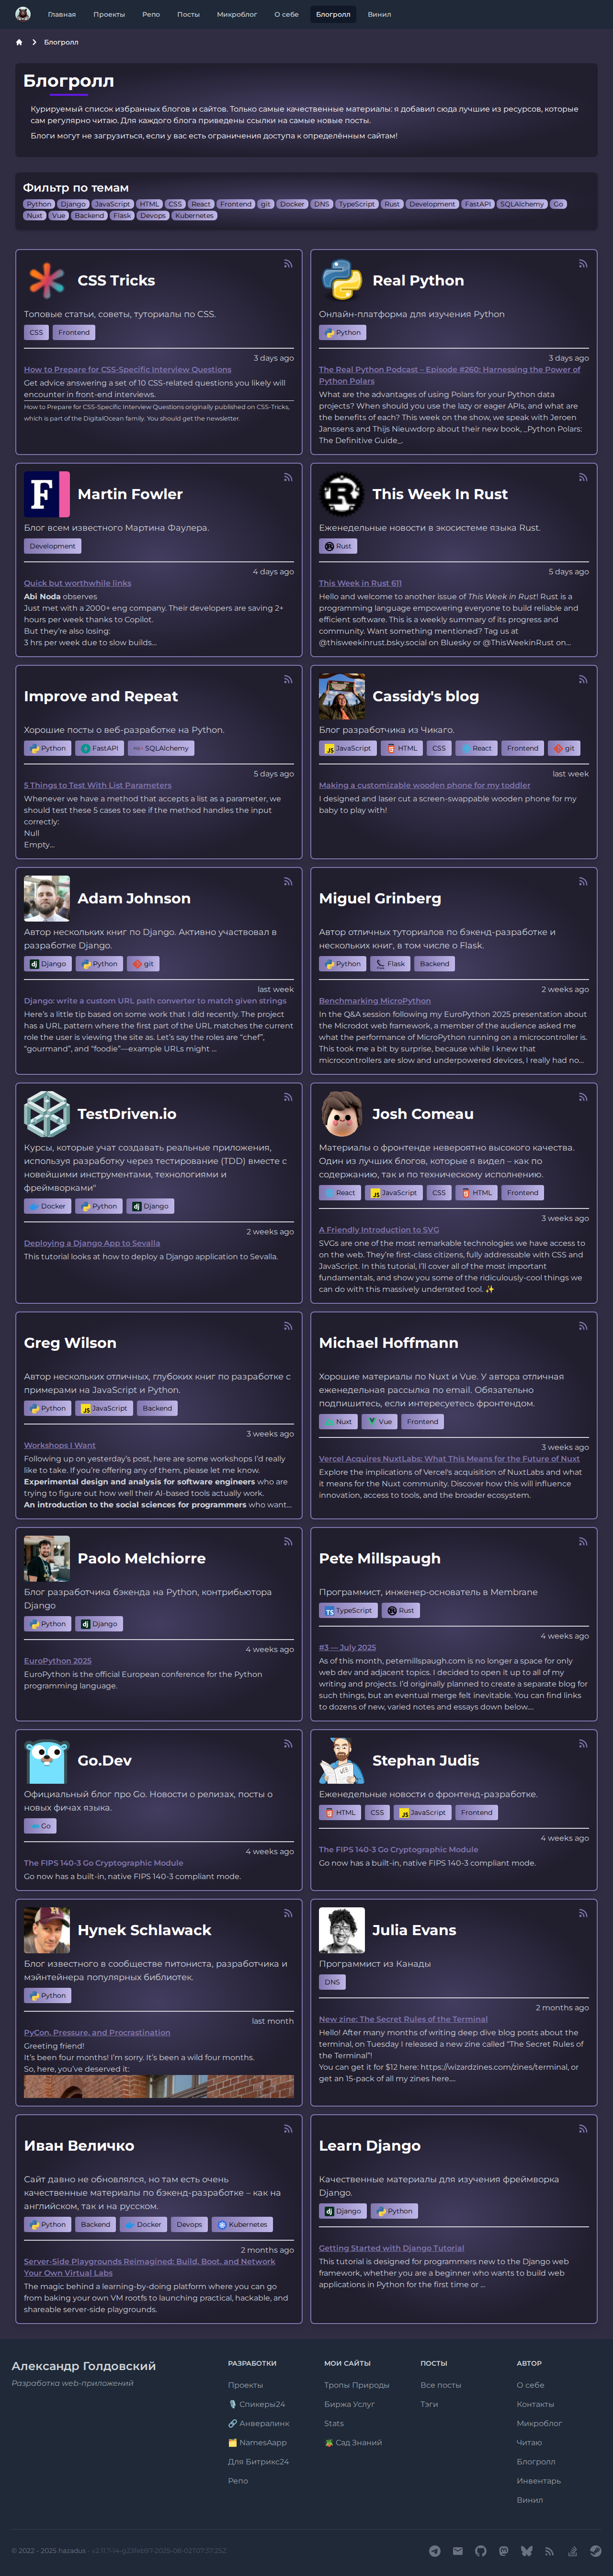 Главная Проекты Репо Посты Микроблог О себе Блогролл Винил
Блогролл
Блогролл
Курируемый список избранных блогов и сайтов. Только самые качественные материалы: я добавил сюда лучшие из ресурсов, которые
сам регулярно читаю. Для каждого блога приведены ссылки на самые новые посты.
Блоги могут не загрузиться, если у вас есть ограничения доступа к определённым сайтам!
Фильтр по темам
Python Django JavaScript HTML CSS React Frontend git Docker DNS TypeScript Rust Development FastAPI SQLAlchemy Go
Nuxt Vue Backend Flask Devops Kubernetes
CSS Tricks
Топовые статьи, советы, туториалы по CSS.
CSS Frontend
3 days ago
How to Prepare for CSS-Specific Interview Questions
Get advice answering a set of 10 CSS-related questions you likely will
encounter in front-end interviews.
How to Prepare for CSS-Specific Interview Questions originally published on CSS-Tricks,
which is part of the DigitalOcean family. You should get the newsletter.
Real Python
Онлайн-платформа для изучения Python
Python
3 days ago
The Real Python Podcast – Episode #260: Harnessing the Power of
Python Polars
What are the advantages of using Polars for your Python data
projects? When should you use the lazy or eager APIs, and what are
the benefits of each? This week on the show, we speak with Jeroen
Janssens and Thijs Nieuwdorp about their new book, _Python Polars:
The Definitive Guide_.
Martin Fowler
Блог всем известного Мартина Фаулера.
Development
4 days ago
Quick but worthwhile links
Abi Noda observes
Just met with a 2000+ eng company. Their developers are saving 2+
hours per week thanks to Copilot.
But they’re also losing:
3 hrs per week due to slow builds...
This Week In Rust
Еженедельные новости в экосистеме языка Rust.
Rust
5 days ago
This Week in Rust 611
Hello and welcome to another issue of This Week in Rust! Rust is a
programming language empowering everyone to build reliable and
efficient software. This is a weekly summary of its progress and
community. Want something mentioned? Tag us at
@thisweekinrust.bsky.social on Bluesky or @ThisWeekinRust on...
Improve and Repeat
Хорошие посты о веб-разработке на Python.
Python FastAPI SQLAlchemy
5 days ago
5 Things to Test With List Parameters
Whenever we have a method that accepts a list as a parameter, we
should test these 5 cases to see if the method handles the input
correctly:
Null
Empty...
Cassidy's blog
Блог разработчика из Чикаго.
JavaScript HTML CSS React Frontend git
last week
Making a customizable wooden phone for my toddler
I designed and laser cut a screen-swappable wooden phone for my
baby to play with!
Adam Johnson
Автор нескольких книг по Django. Активно участвовал в
разработке Django.
Django Python git
last week
Django: write a custom URL path converter to match given strings
Here’s a little tip based on some work that I did recently. The project
has a URL pattern where the first part of the URL matches the current
role the user is viewing the site as. Let’s say the roles are “chef”,
“gourmand”, and “foodie”—example URLs might ...
Miguel Grinberg
Автор отличных туториалов по бэкенд-разработке и
нескольких книг, в том числе о Flask.
Python Flask Backend
2 weeks ago
Benchmarking MicroPython
In the Q&A session following my EuroPython 2025 presentation about
the Microdot web framework, a member of the audience asked me
what the performance of MicroPython running on a microcontroller is.
This took me a bit by surprise, because while I knew that
microcontrollers are slow and underpowered devices, I really had no...
TestDriven.io
Курсы, которые учат создавать реальные приложения,
используя разработку через тестирование (TDD) вместе с
новейшими инструментами, технологиями и
фреймворками"
Docker Python Django
2 weeks ago
Deploying a Django App to Sevalla
This tutorial looks at how to deploy a Django application to Sevalla.
Josh Comeau
Материалы о фронтенде невероятно высокого качества.
Один из лучших блогов, которые я видел – как по
содержанию, так и по техническому исполнению.
React JavaScript CSS HTML Frontend
3 weeks ago
A Friendly Introduction to SVG
SVGs are one of the most remarkable technologies we have access to
on the web. They’re first-class citizens, fully addressable with CSS and
JavaScript. In this tutorial, I’ll cover all of the most important
fundamentals, and show you some of the ridiculously-cool things we
can do with this massively underrated tool. ✨
Greg Wilson
Автор нескольких отличных, глубоких книг по разработке с
примерами на JavaScript и Python.
Python JavaScript Backend
3 weeks ago
Workshops I Want
Following up on yesterday’s post, here are some workshops I’d really
like to take. If you’re offering any of them, please let me know.
Experimental design and analysis for software engineers who are
trying to figure out how well their AI-based tools actually work.
An introduction to the social sciences for programmers who want...
Michael Hoffmann
Хорошие материалы по Nuxt и Vue. У автора отличная
еженедельная рассылка по email. Обязательно
подпишитесь, если интересуетесь фронтендом.
Nuxt Vue Frontend
3 weeks ago
Vercel Acquires NuxtLabs: What This Means for the Future of Nuxt
Explore the implications of Vercel's acquisition of NuxtLabs and what
it means for the Nuxt community. Discover how this will influence
innovation, access to tools, and the broader ecosystem.
Paolo Melchiorre
Блог разработчика бэкенда на Python, контрибьютора
Django
Python Django
4 weeks ago
EuroPython 2025
EuroPython is the official European conference for the Python
programming language.
Pete Millspaugh
Программист, инженер-основатель в Membrane
TypeScript Rust
4 weeks ago
#3 — July 2025
As of this month, petemillspaugh.com is no longer a space for only
web dev and adjacent topics. I decided to open it up to all of my
writing and projects. I’d originally planned to create a separate blog for
such things, but an eventual merge felt inevitable. You can find links
to dozens of new, varied notes and essays down below....
Go.Dev
Официальный блог про Go. Новости о релизах, посты о
новых фичах языка.
Go
4 weeks ago
The FIPS 140-3 Go Cryptographic Module
Go now has a built-in, native FIPS 140-3 compliant mode.
Stephan Judis
Еженедельные новости о фронтенд-разработке.
HTML CSS JavaScript Frontend
4 weeks ago
The FIPS 140-3 Go Cryptographic Module
Go now has a built-in, native FIPS 140-3 compliant mode.
Hynek Schlawack
Блог известного в сообществе питониста, разработчика и
мэйнтейнера популярных библиотек.
Python
last month
PyCon, Pressure, and Procrastination
Greeting friend!
It’s been four months! I’m sorry. It’s been a wild four months.
So, here, you’ve deserved it:
Julia Evans
Программист из Канады
DNS
2 months ago
New zine: The Secret Rules of the Terminal
Hello! After many months of writing deep dive blog posts about the
terminal, on Tuesday I released a new zine called “The Secret Rules of
the Terminal”!
You can get it for $12 here: https://wizardzines.com/zines/terminal, or
get an 15-pack of all my zines here....
Иван Величко
Сайт давно не обновлялся, но там есть очень
качественные материалы по бэкенд-разработке – как на
английском, так и на русском.
Python Backend Docker Devops Kubernetes
2 months ago
Server-Side Playgrounds Reimagined: Build, Boot, and Network
Your Own Virtual Labs
The magic behind a learning-by-doing platform where you can go
from baking your own VM rootfs to launching practical, hackable, and
shareable server-side playgrounds.
Learn Django
Качественные материалы для изучения фреймворка
Django.
Django Python
Getting Started with Django Tutorial
This tutorial is designed for programmers new to the Django web
framework, whether you are a beginner who wants to build web
applications in Python for the first time or ...
Александр Голдовский
Разработка web-приложений
РАЗРАБОТКИ
Проекты
🎙️ Спикеры24
🔗 Анвералинк
🗂️ NamesApp
Для Битрикс24
Репо
МОИ САЙТЫ
Тропы Природы
Биржа Услуг
Stats
🪴 Сад Знаний
ПОСТЫ
Все посты
Тэги
АВТОР
О себе
Контакты
Микроблог
Читаю
Блогролл
Инвентарь
Винил
© 2022 - 2025 hazadus